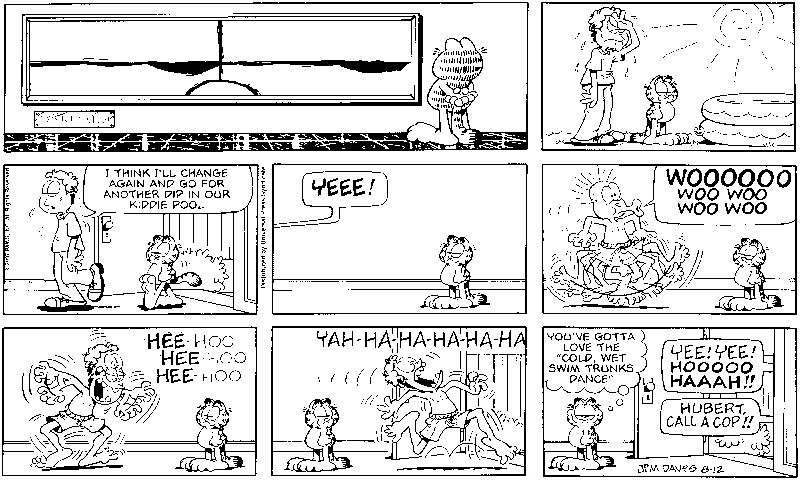 I THINK I'LL CHANGE
AGAIN AND GO FOR
ANOTHER DIP IN OUR
KIDDIE POOL.
YEEE!
WOOOOOO
WOO WOO
WOO WOO
HEE-HOO
HEE-HOO
HEE-HOO
YAH-HA-HA-HA-HA-HA
YOU'VE GOTTA
LOVE THE
"COLD, WET
SWIM TRUNKS
DANCE"
YEE! YEE!
HOOOOO
HAAAH!!
HUBERT,
CALL A COP!!
JIM DAVIS 8-12